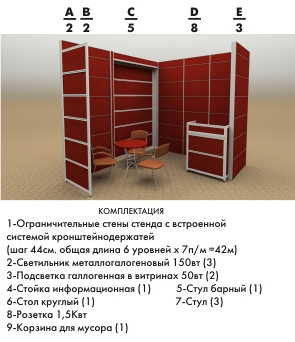 A B C D E
2 2 5 8 3
КОМПЛЕКТАЦИЯ
1-Ограничительные стены стенда с встроенной
системой кронштейнодержатей
(шаг 44см. общая длина 6 уровней x 7п/м =42м)
2-Светильник металлогалогеновый 150вт (3)
3-Подсветка галлогенная в витринах 50вт (2)
4-Стойка информационная (1) 5-Стул барный (1)
6-Стол круглый (1) 7-Стул (3)
8-Розетка 1,5Квт
9-Корзина для мусора (1)